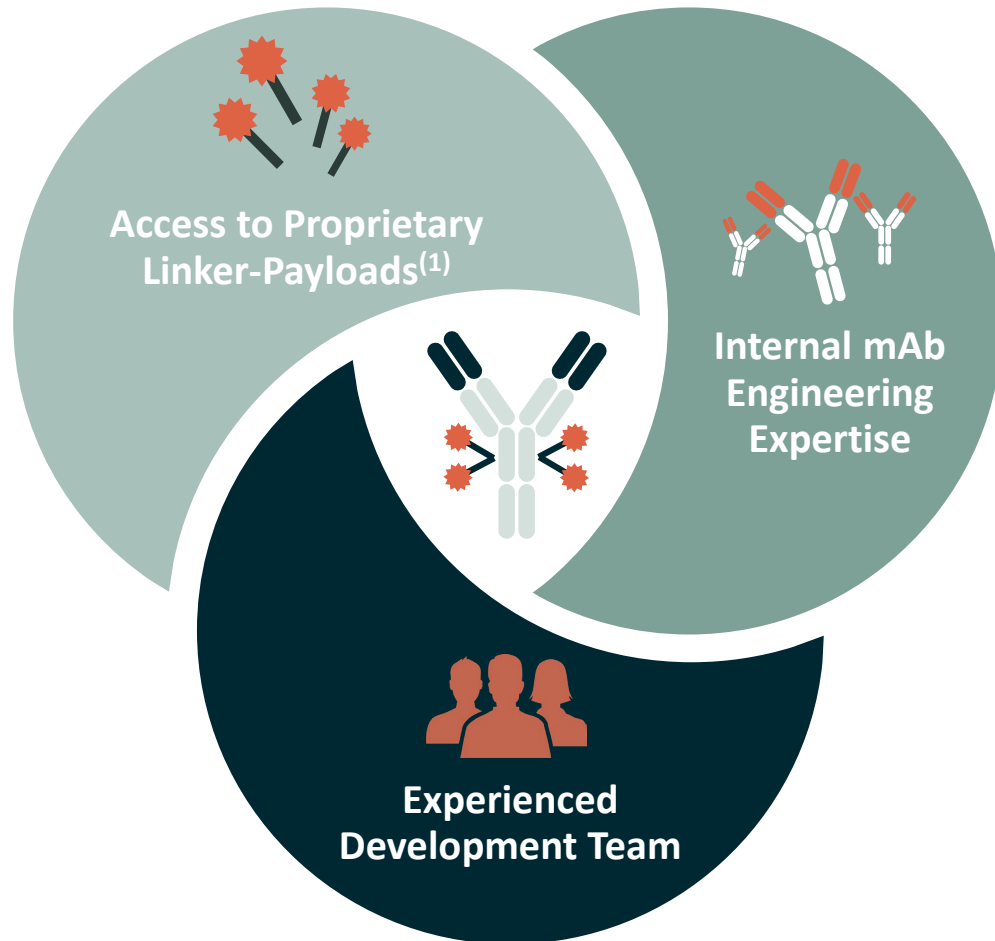 Access to Proprietary
Linker-Payloads(1)
Internal mAb
Engineering
Expertise
Experienced
Development Team